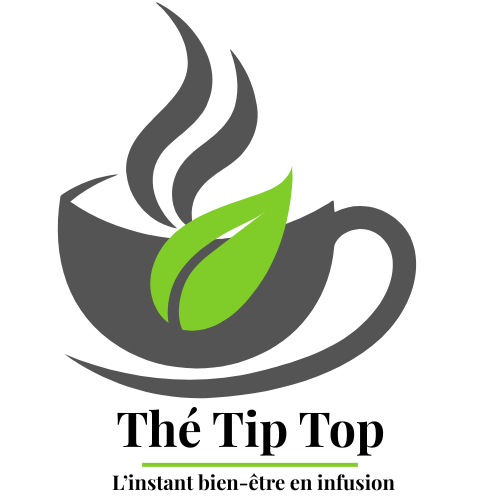 Thé Tip Top
L'instant bien-être en infusion